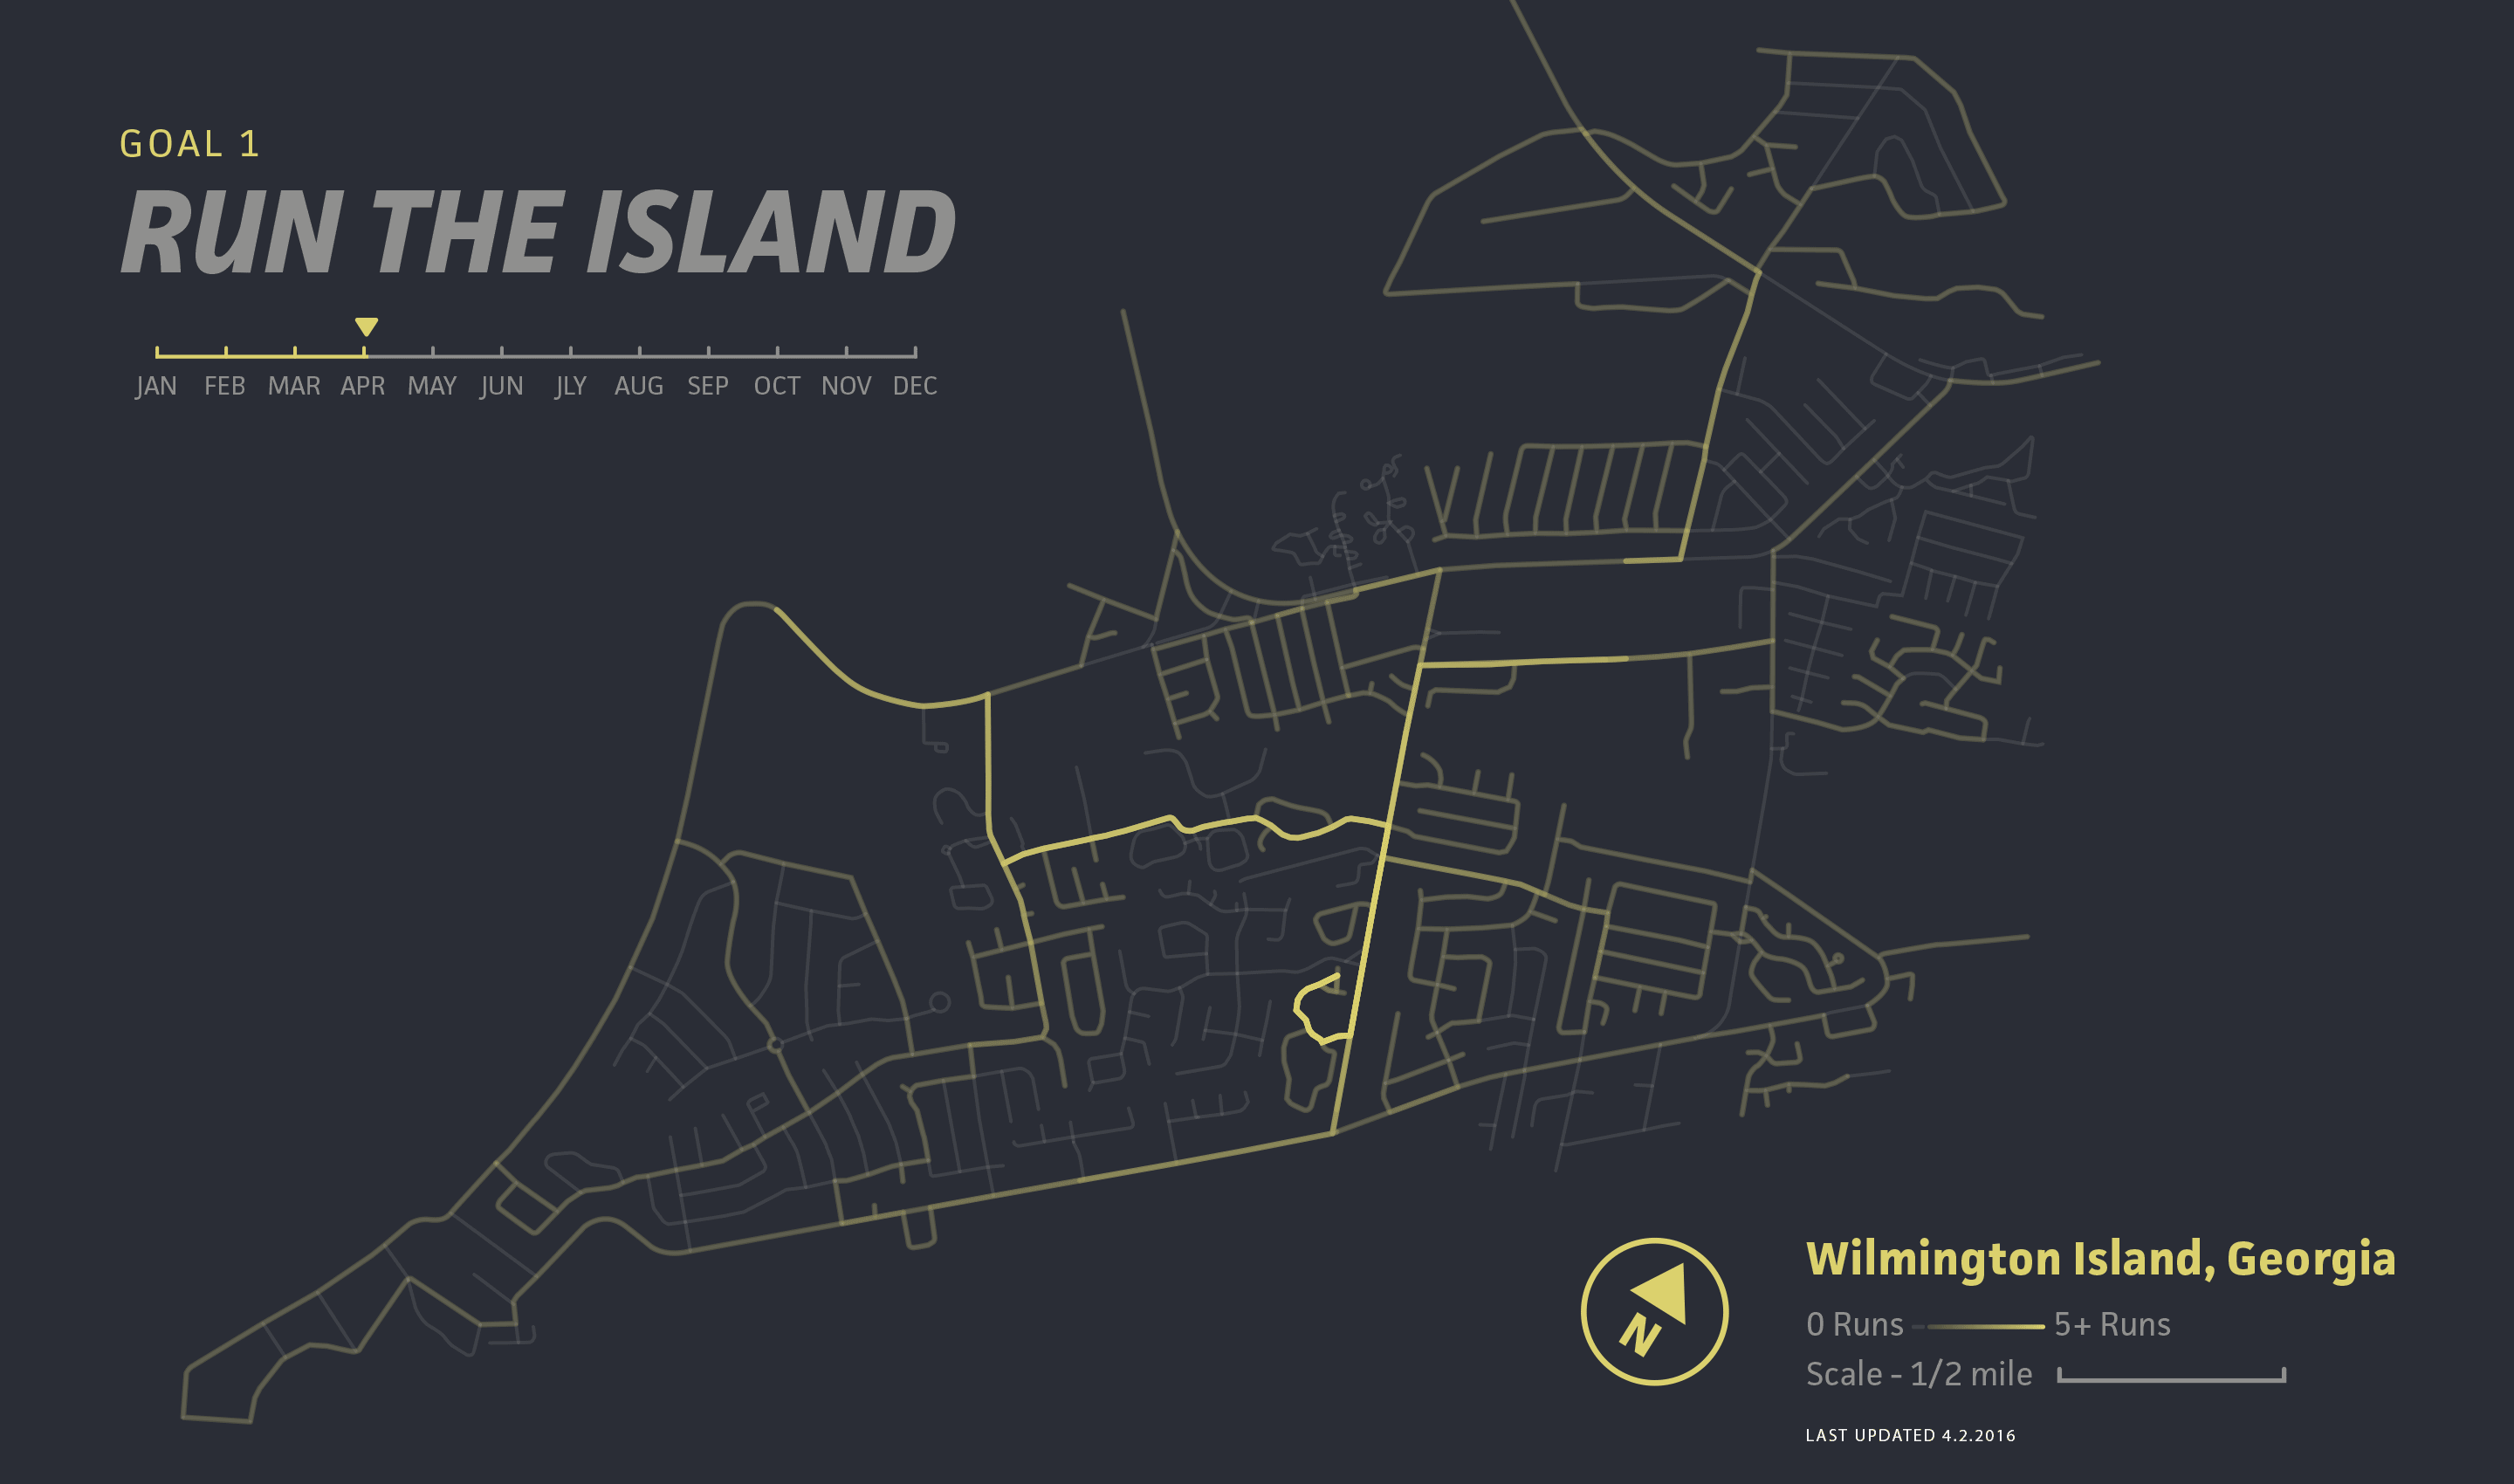 GOAL 1
RUN THE ISLAND
JAN FEB MAR APR MAY JUN JLY AUG SEP OCT NOV DEC
N
Wilmington Island, Georgia
0 Runs 5+ Runs
Scale - 1/2 mile
LAST UPDATED 4.2.2016